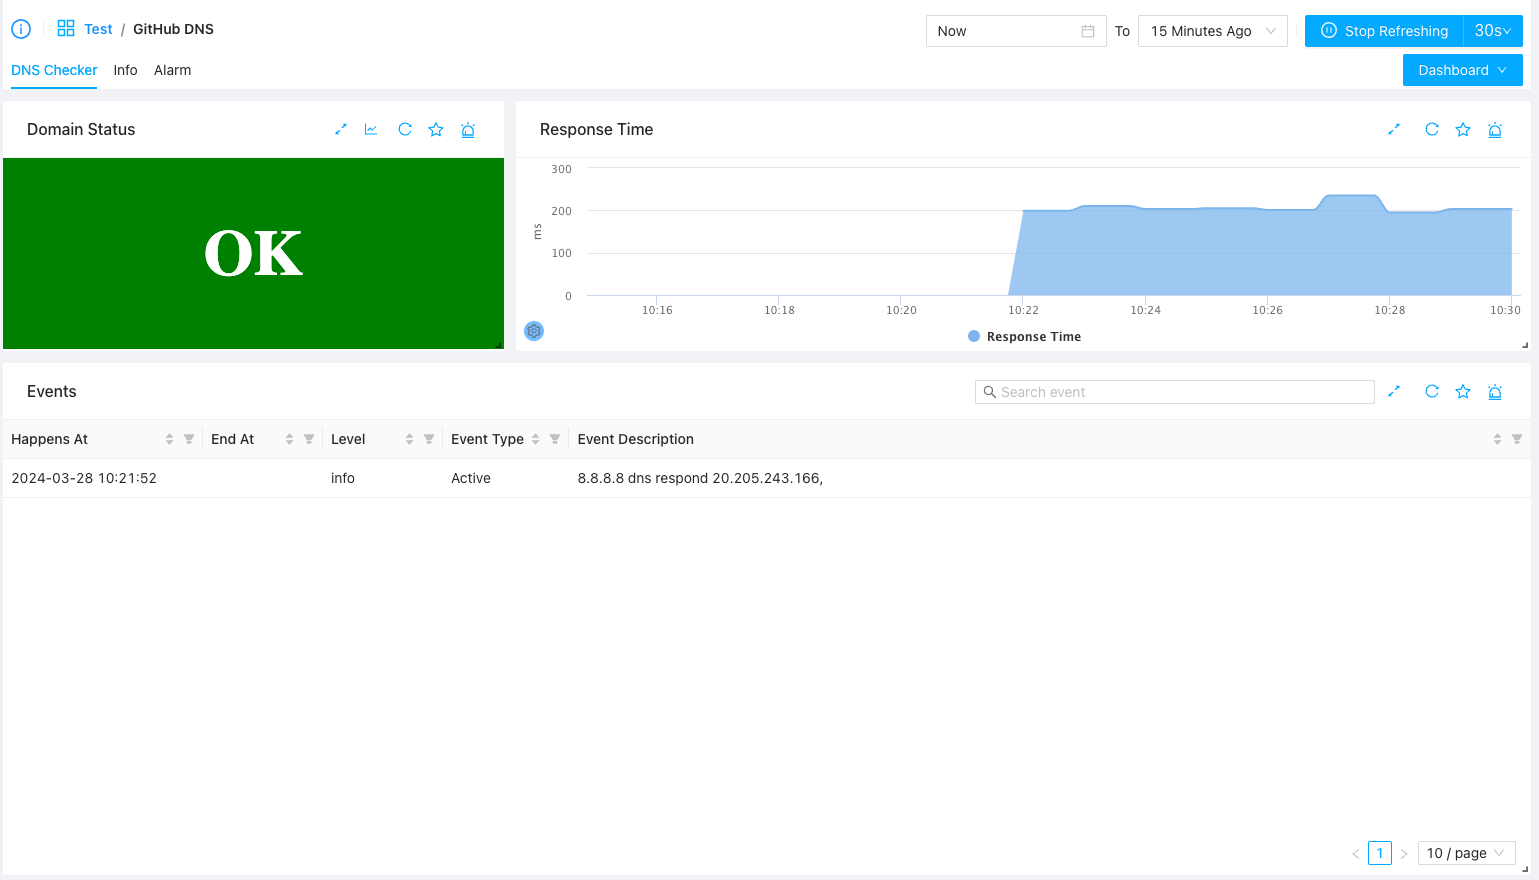 Test / GitHub DNS
Now To 15 Minutes Ago Stop Refreshing 30s
DNS Checker Info Alarm Dashboard
Domain Status
OK
Response Time
300
200
100
0
ms
10:16 10:18 10:20 10:22 10:24 10:26 10:28 10:30
Response Time
Events Search event
Happens At End At Level Event Type Event Description
2024-03-28 10:21:52 info Active 8.8.8.8 dns respond 20.205.243.166,
1 10 / page